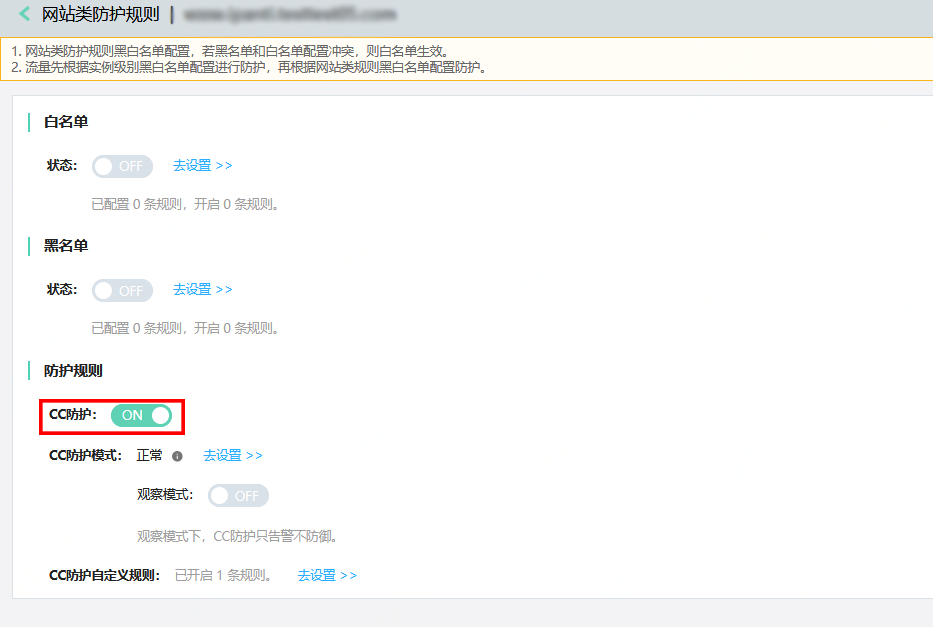 网站类防护规则 |
1. 网站类防护规则黑白名单配置，若黑名单和白名单配置冲突，则白名单生效。
2. 流量先根据实例级别黑白名单配置进行防护，再根据网站类规则黑白名单配置防护。
白名单
状态： OFF 去设置 >>
已配置 0 条规则，开启 0 条规则。
黑名单
状态： OFF 去设置 >>
已配置 0 条规则，开启 0 条规则。
防护规则
CC防护： ON
CC防护模式： 正常 去设置 >>
观察模式： OFF
观察模式下，CC防护只告警不防御。
CC防护自定义规则： 已开启 1 条规则。 去设置 >>